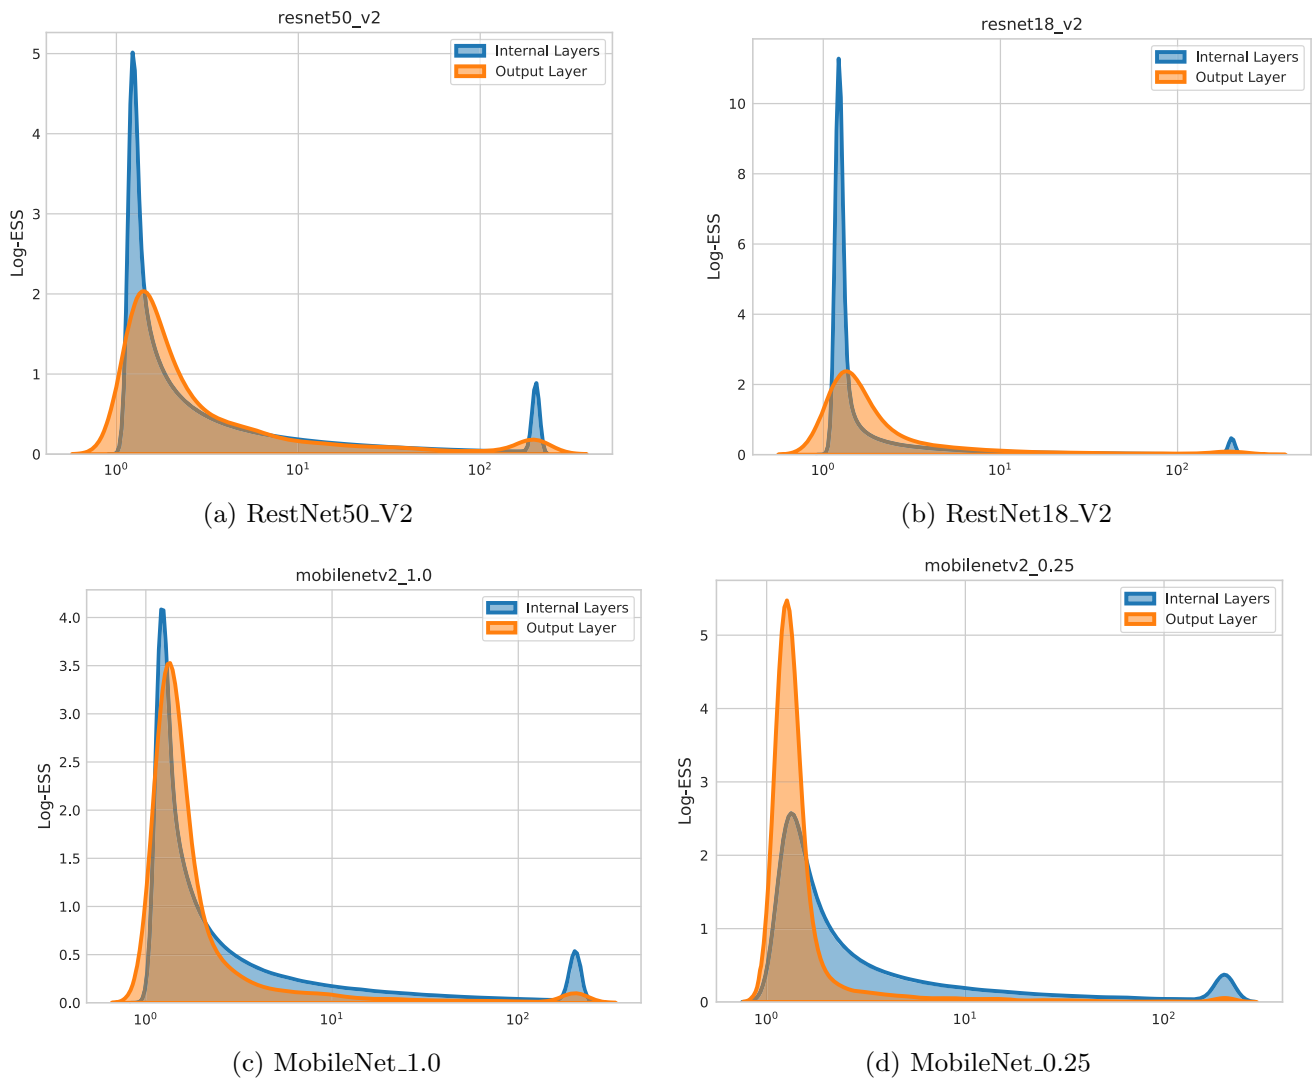 resnet50_v2
Internal Layers
Output Layer
Log-ESS
5
4
3
2
1
0
10⁰
10¹
10²
(a) RestNet50_V2
resnet18_v2
Internal Layers
Output Layer
Log-ESS
10
8
6
4
2
0
10⁰
10¹
10²
(b) RestNet18_V2
mobilenetv2_1.0
Internal Layers
Output Layer
Log-ESS
4.0
3.5
3.0
2.5
2.0
1.5
1.0
0.5
0.0
10⁰
10¹
10²
(c) MobileNet_1.0
mobilenetv2_0.25
Internal Layers
Output Layer
Log-ESS
5
4
3
2
1
0
10⁰
10¹
10²
(d) MobileNet_0.25